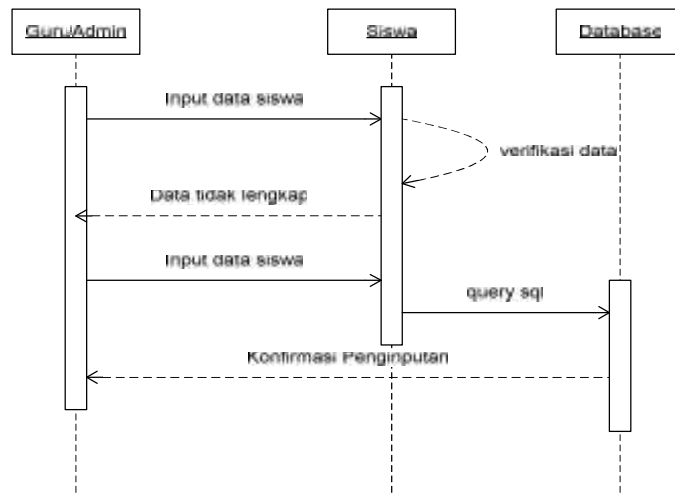 Guru/Admin
Siswa
Database
Input data siswa
verifikasi data
Data tidak lengkap
Input data siswa
query sql
Konfirmasi Penginputan